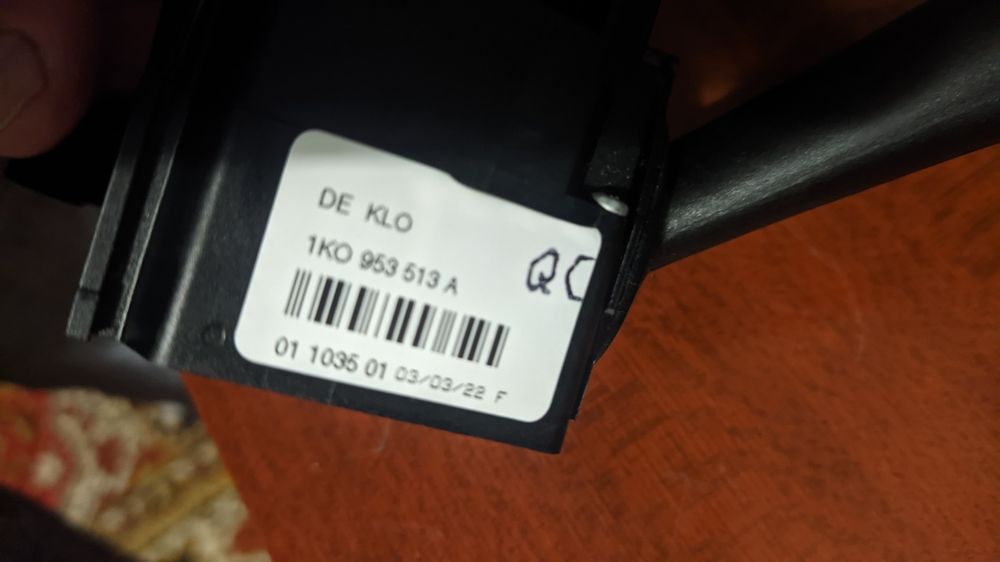 DE KLO
1KO 953 513 A
QC
01 1035 01 03/03/22 F